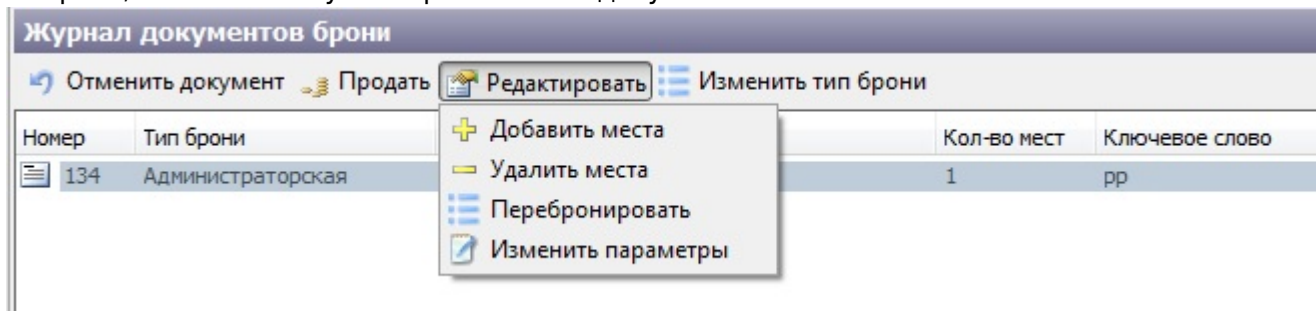 Журнал документов брони
Отменить документ Продать Редактировать Изменить тип брони
Номер Тип брони Кол-во мест Ключевое слово
134 Администраторская 1 pp
Добавить места
Удалить места
Перебронировать
Изменить параметры